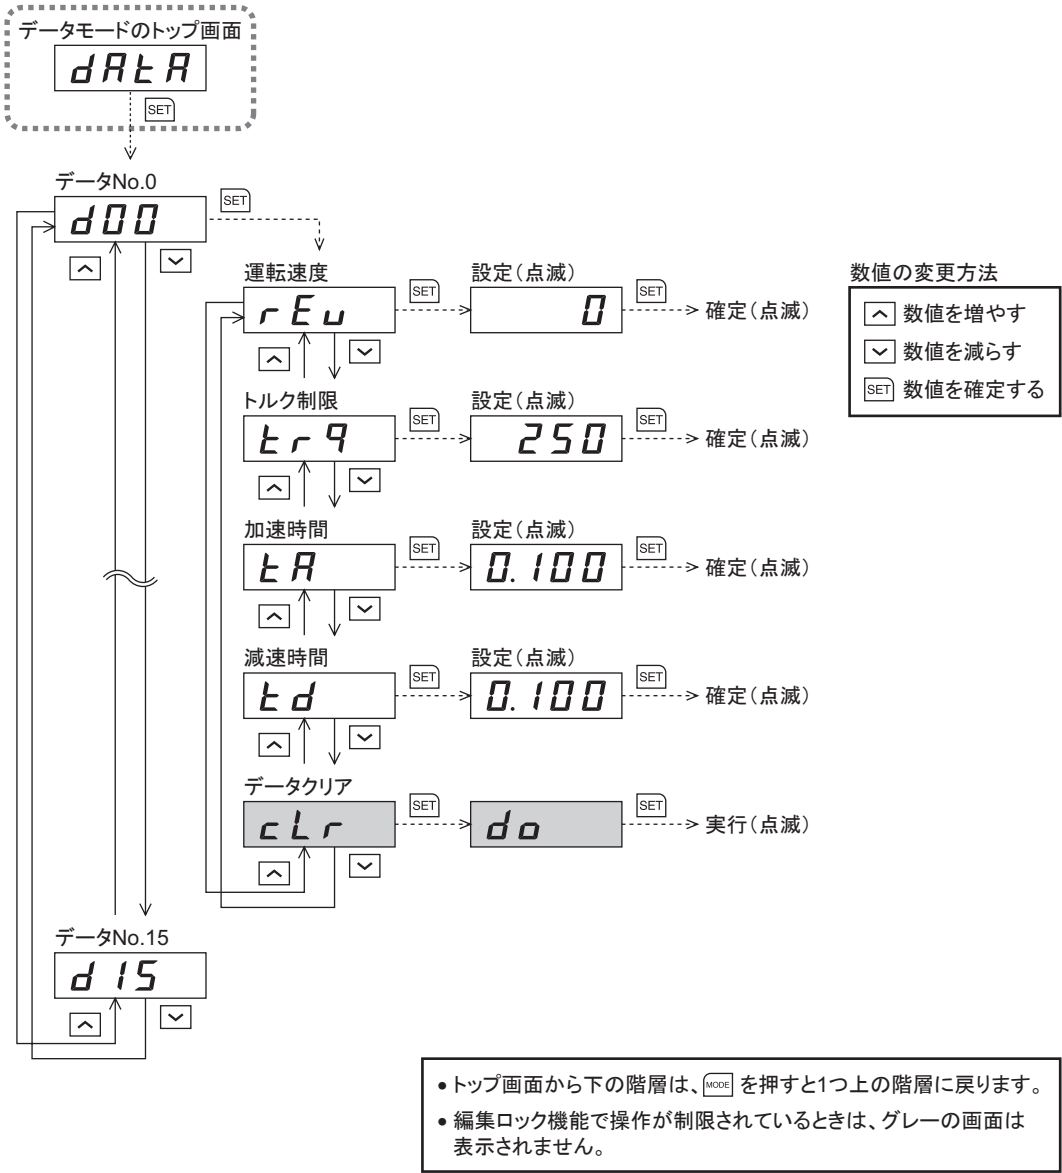 データモードのトップ画面
dAtA
SET
データNo.0
d00
SET
運転速度
rEv
SET
設定(点滅)
0
SET
確定(点滅)
トルク制限
trq
SET
設定(点滅)
250
SET
確定(点滅)
加速時間
tA
SET
設定(点滅)
0.100
SET
確定(点滅)
減速時間
td
SET
設定(点滅)
0.100
SET
確定(点滅)
データクリア
cLr
SET
do
SET
実行(点滅)
データNo.15
d15
数値の変更方法
数値を増やす
数値を減らす
SET 数値を確定する
• トップ画面から下の階層は、MODE を押すと1つ上の階層に戻ります。
• 編集ロック機能で操作が制限されているときは、グレーの画面は
表示されません。